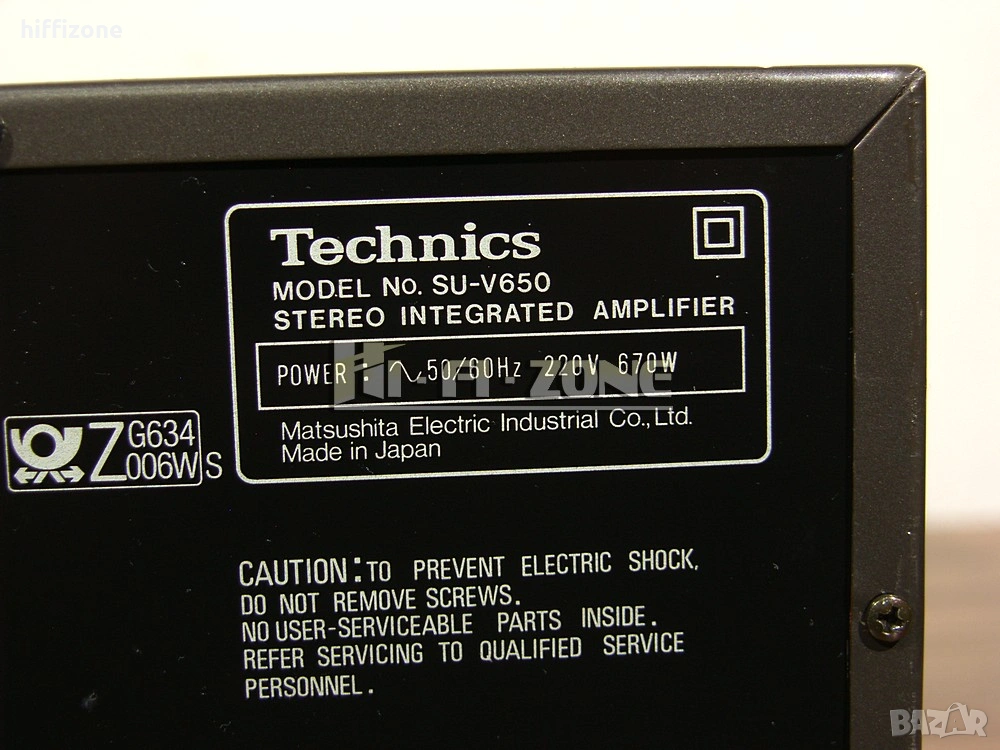 hiffizone
Technics
MODEL No. SU-V650
STEREO INTEGRATED AMPLIFIER
POWER : 50/60Hz 220V 670W
HI-FI-ZONE
Matsushita Electric Industrial Co., Ltd.
Made in Japan
Z G634
006W S
CAUTION: TO PREVENT ELECTRIC SHOCK,
DO NOT REMOVE SCREWS.
NO USER-SERVICEABLE PARTS INSIDE.
REFER SERVICING TO QUALIFIED SERVICE
PERSONNEL.
BAZAR